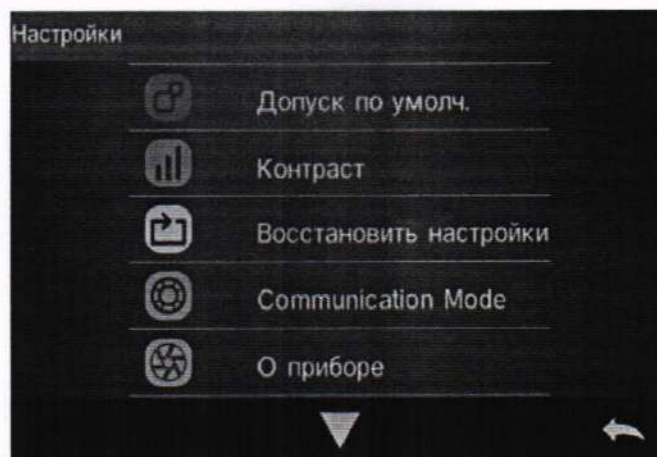 Настройки
Допуск по умолч.
Контраст
Восстановить настройки
Communication Mode
О приборе